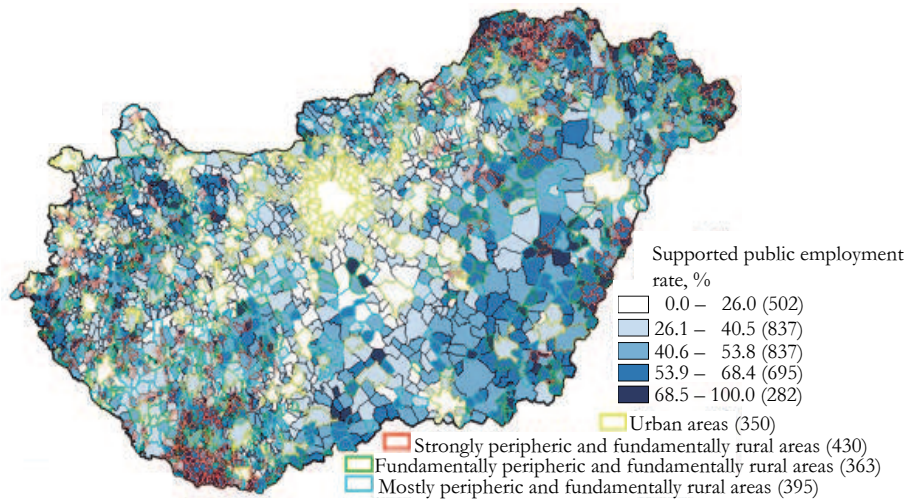 Supported public employment
rate, %
0.0 – 26.0 (502)
26.1 – 40.5 (837)
40.6 – 53.8 (837)
53.9 – 68.4 (695)
68.5 – 100.0 (282)
Urban areas (350)
Strongly peripheric and fundamentally rural areas (430)
Fundamentally peripheric and fundamentally rural areas (363)
Mostly peripheric and fundamentally rural areas (395)